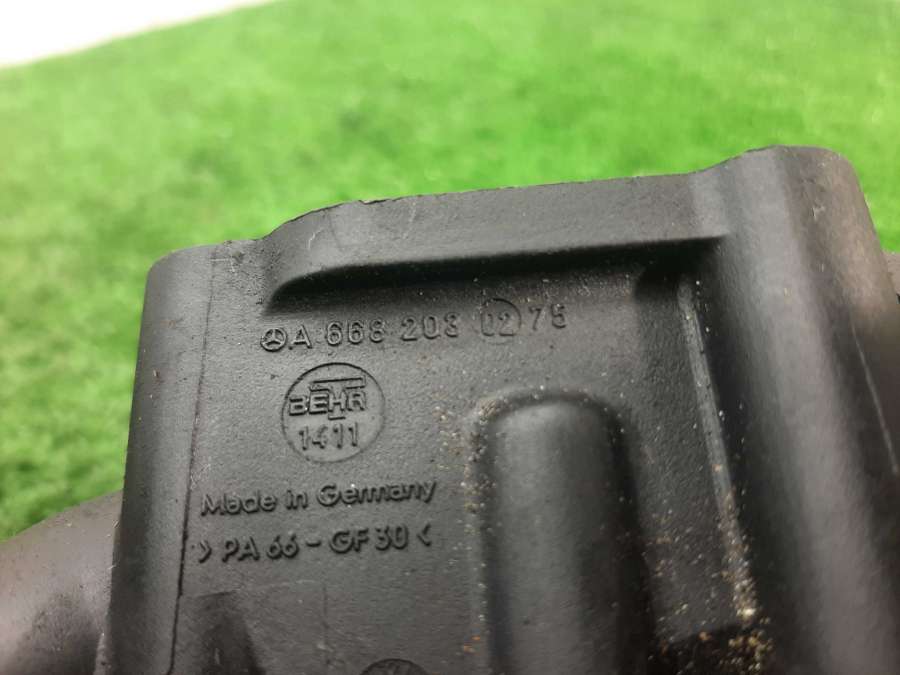 A 668 203 02 75
BEHR
1411
Made in Germany
> PA 66 - GF 30 <